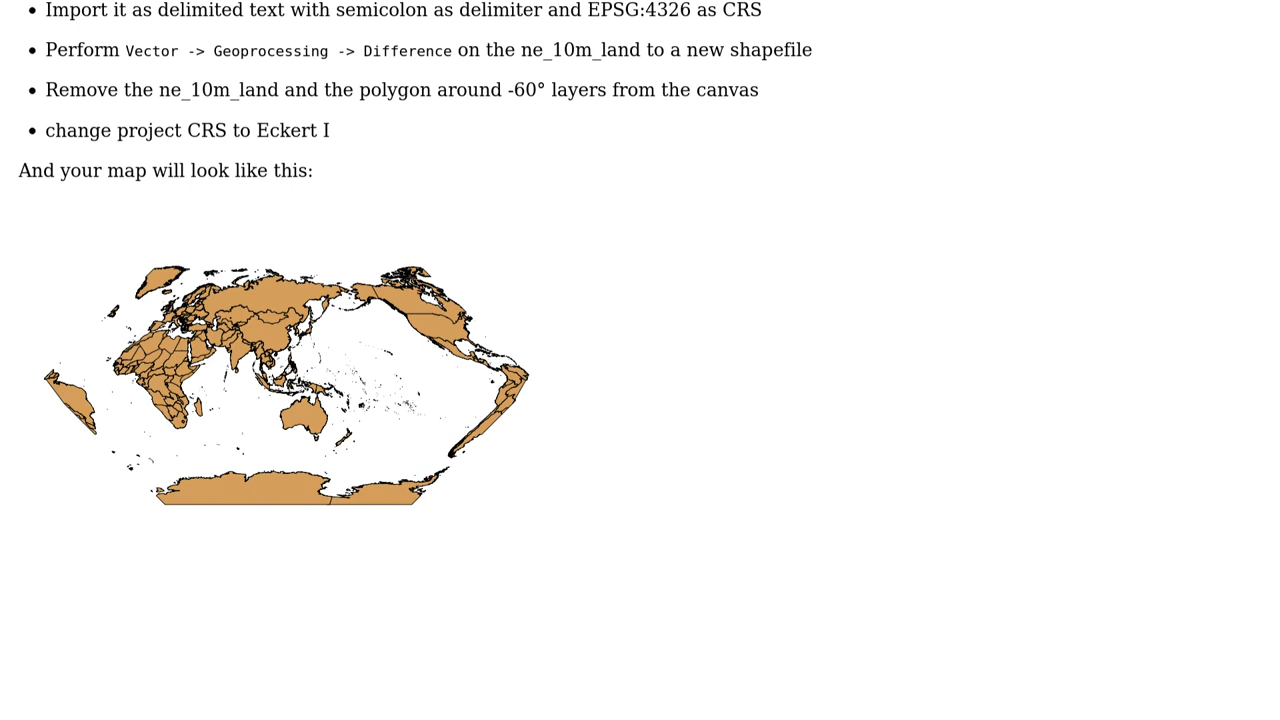 • Import it as delimited text with semicolon as delimiter and EPSG:4326 as CRS
• Perform Vector -> Geoprocessing -> Difference on the ne_10m_land to a new shapefile
• Remove the ne_10m_land and the polygon around -60° layers from the canvas
• change project CRS to Eckert I
And your map will look like this: